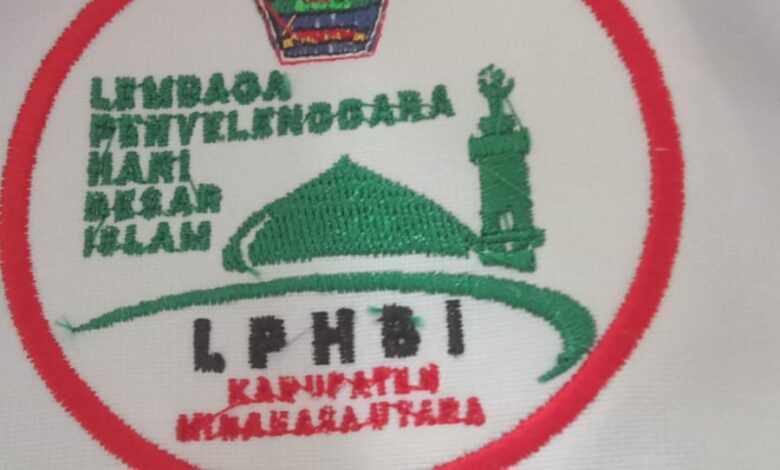 LEMBAGA
PENYELENGGARA
HARI
BESAR
ISLAM
LPHBI
KABUPATEN
MINAHASA UTARA